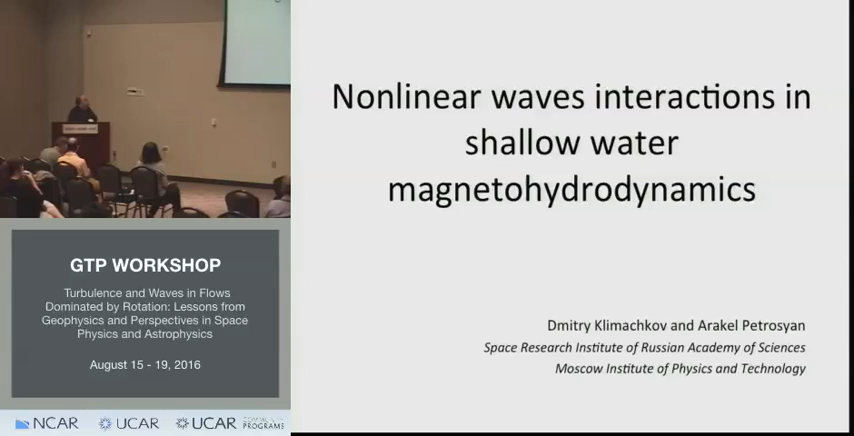 Nonlinear waves interactions in
shallow water
magnetohydrodynamics
Dmitry Klimachkov and Arakel Petrosyan
Space Research Institute of Russian Academy of Sciences
Moscow Institute of Physics and Technology
GTP WORKSHOP
Turbulence and Waves in Flows
Dominated by Rotation: Lessons from
Geophysics and Perspectives in Space
Physics and Astrophysics
August 15 - 19, 2016
NCAR
UCAR
UCAR
PROGRAMS